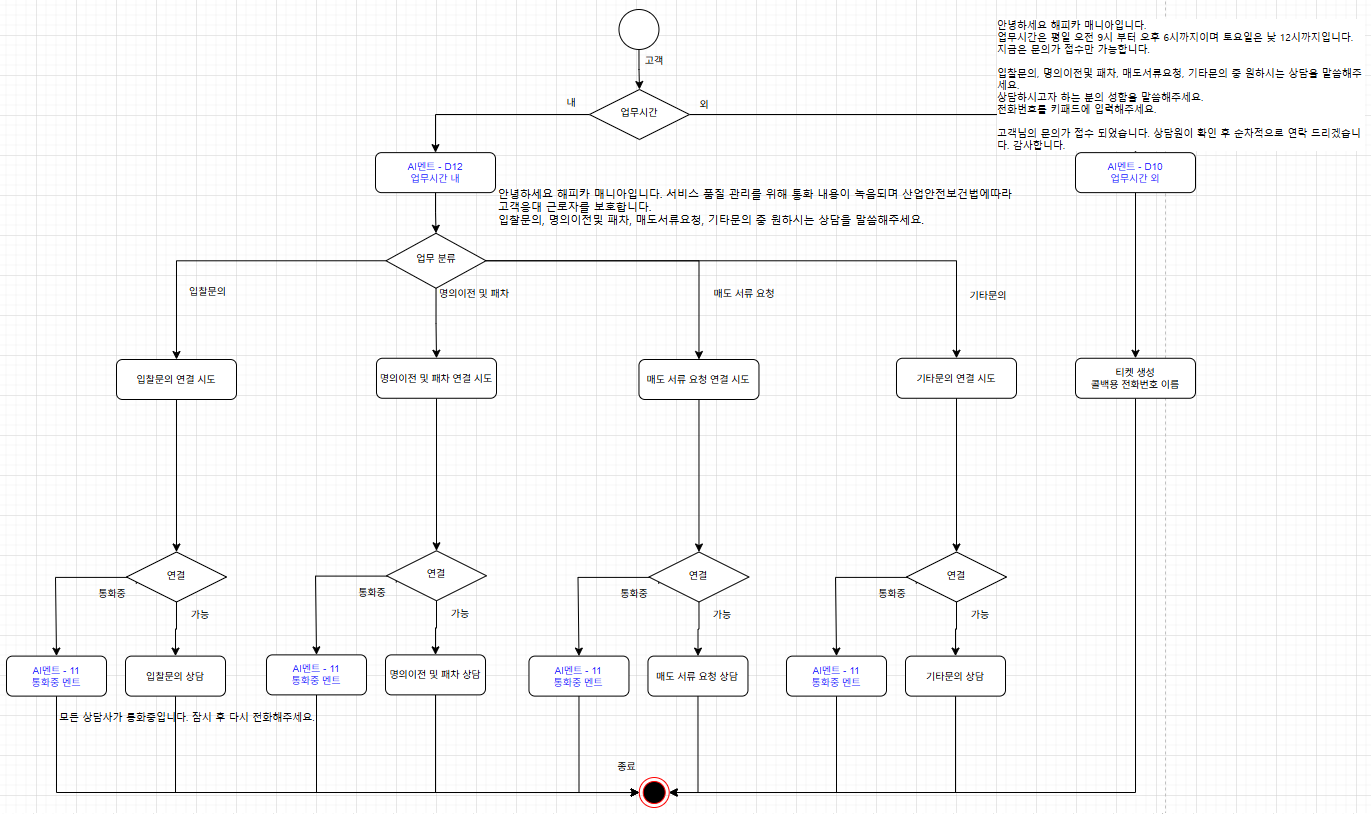 안녕하세요 해피카 매니아입니다.
업무시간은 평일 오전 9시 부터 오후 6시까지이며 토요일은 낮 12시까지입니다.
지금은 문의가 접수만 가능합니다.
입찰문의, 명의이전및 폐차, 매도서류요청, 기타문의 중 원하시는 상담을 말씀해주
세요.
상담하시고자 하는 분의 성함을 말씀해주세요.
전화번호를 키패드에 입력해주세요.
고객님의 문의가 접수 되었습니다. 상담원이 확인 후 순차적으로 연락 드리겠습니
다. 감사합니다.
고객
내
업무시간
외
AI멘트 - D12
업무시간 내
AI멘트 - D10
업무시간 외
안녕하세요 해피카 매니아입니다. 서비스 품질 관리를 위해 통화 내용이 녹음되며 산업안전보건법에따라
고객응대 근로자를 보호합니다.
입찰문의, 명의이전및 폐차, 매도서류요청, 기타문의 중 원하시는 상담을 말씀해주세요.
업무 분류
입찰문의
명의이전 및 폐차
매도 서류 요청
기타문의
입찰문의 연결 시도
명의이전 및 폐차 연결 시도
매도 서류 요청 연결 시도
기타문의 연결 시도
티켓 생성
콜백용 전화번호 이름
연결
연결
연결
연결
통화중
가능
통화중
가능
통화중
가능
통화중
가능
AI멘트 - 11
통화중 멘트
입찰문의 상담
AI멘트 - 11
통화중 멘트
명의이전 및 폐차 상담
AI멘트 - 11
통화중 멘트
매도 서류 요청 상담
AI멘트 - 11
통화중 멘트
기타문의 상담
모든 상담사가 통화중입니다. 잠시 후 다시 전화해주세요.
종료